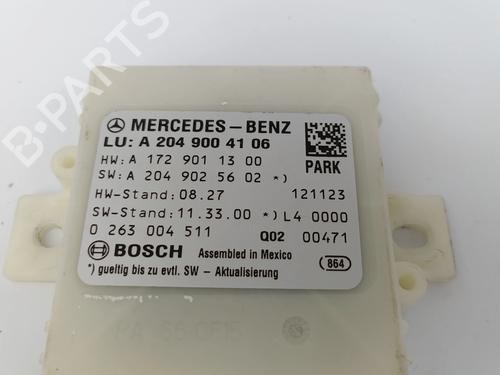 MERCEDES-BENZ
LU: A 204 900 41 06
HW: A 172 901 13 00
PARK
SW: A 204 902 56 02 *)
HW-Stand: 08.27
121123
SW-Stand: 11.33.00 *) L4 0000
0 263 004 511
Q02 00471
BOSCH
Assembled in Mexico
864
*) gueltig bis zu evtl. SW - Aktualisierung
B-PARTS